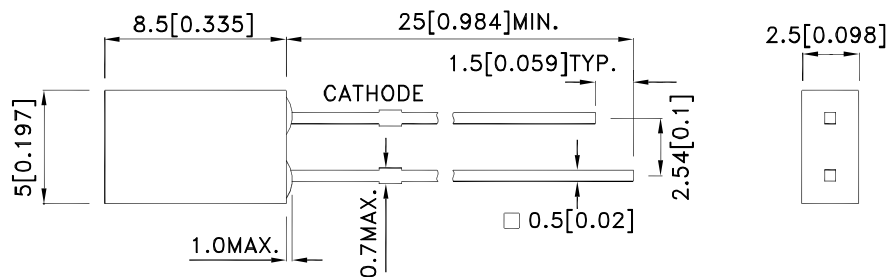 8.5[0.335]
25[0.984]MIN.
2.5[0.098]
1.5[0.059]TYP.
CATHODE
5[0.197]
2.54[0.1]
0.7MAX.
□ 0.5[0.02]
1.0MAX.